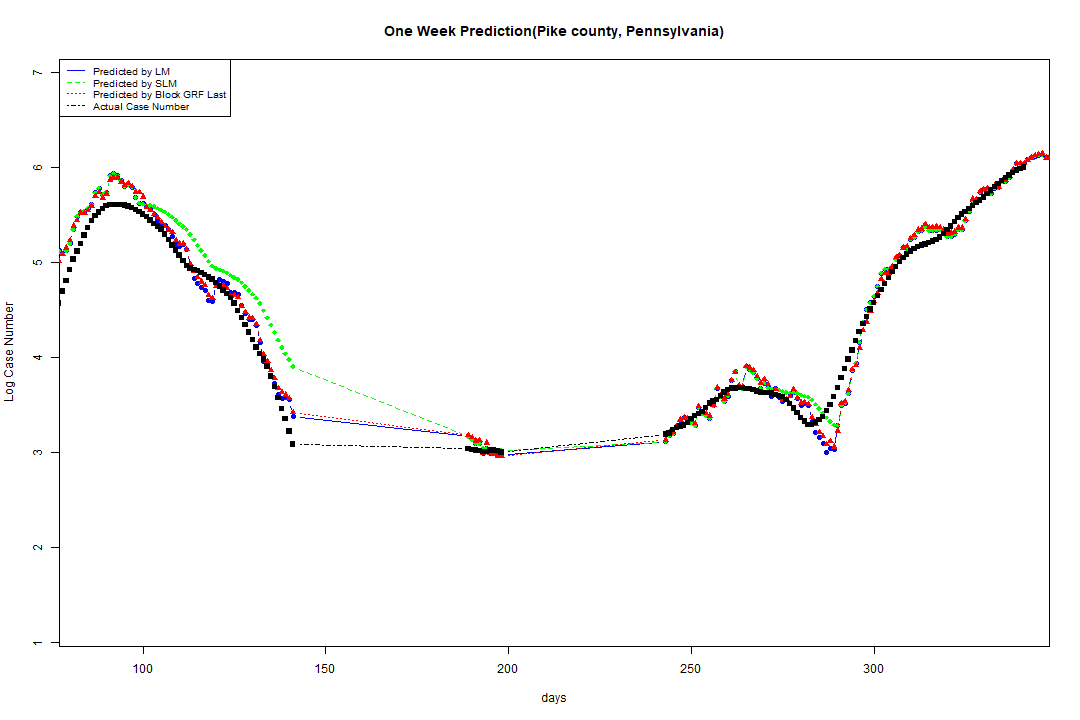 One Week Prediction(Pike county, Pennsylvania)
Predicted by LM
Predicted by SLM
Predicted by Block GRF Last
Actual Case Number
7
6
5
4
3
2
1
Log Case Number
100 150 200 250 300
days